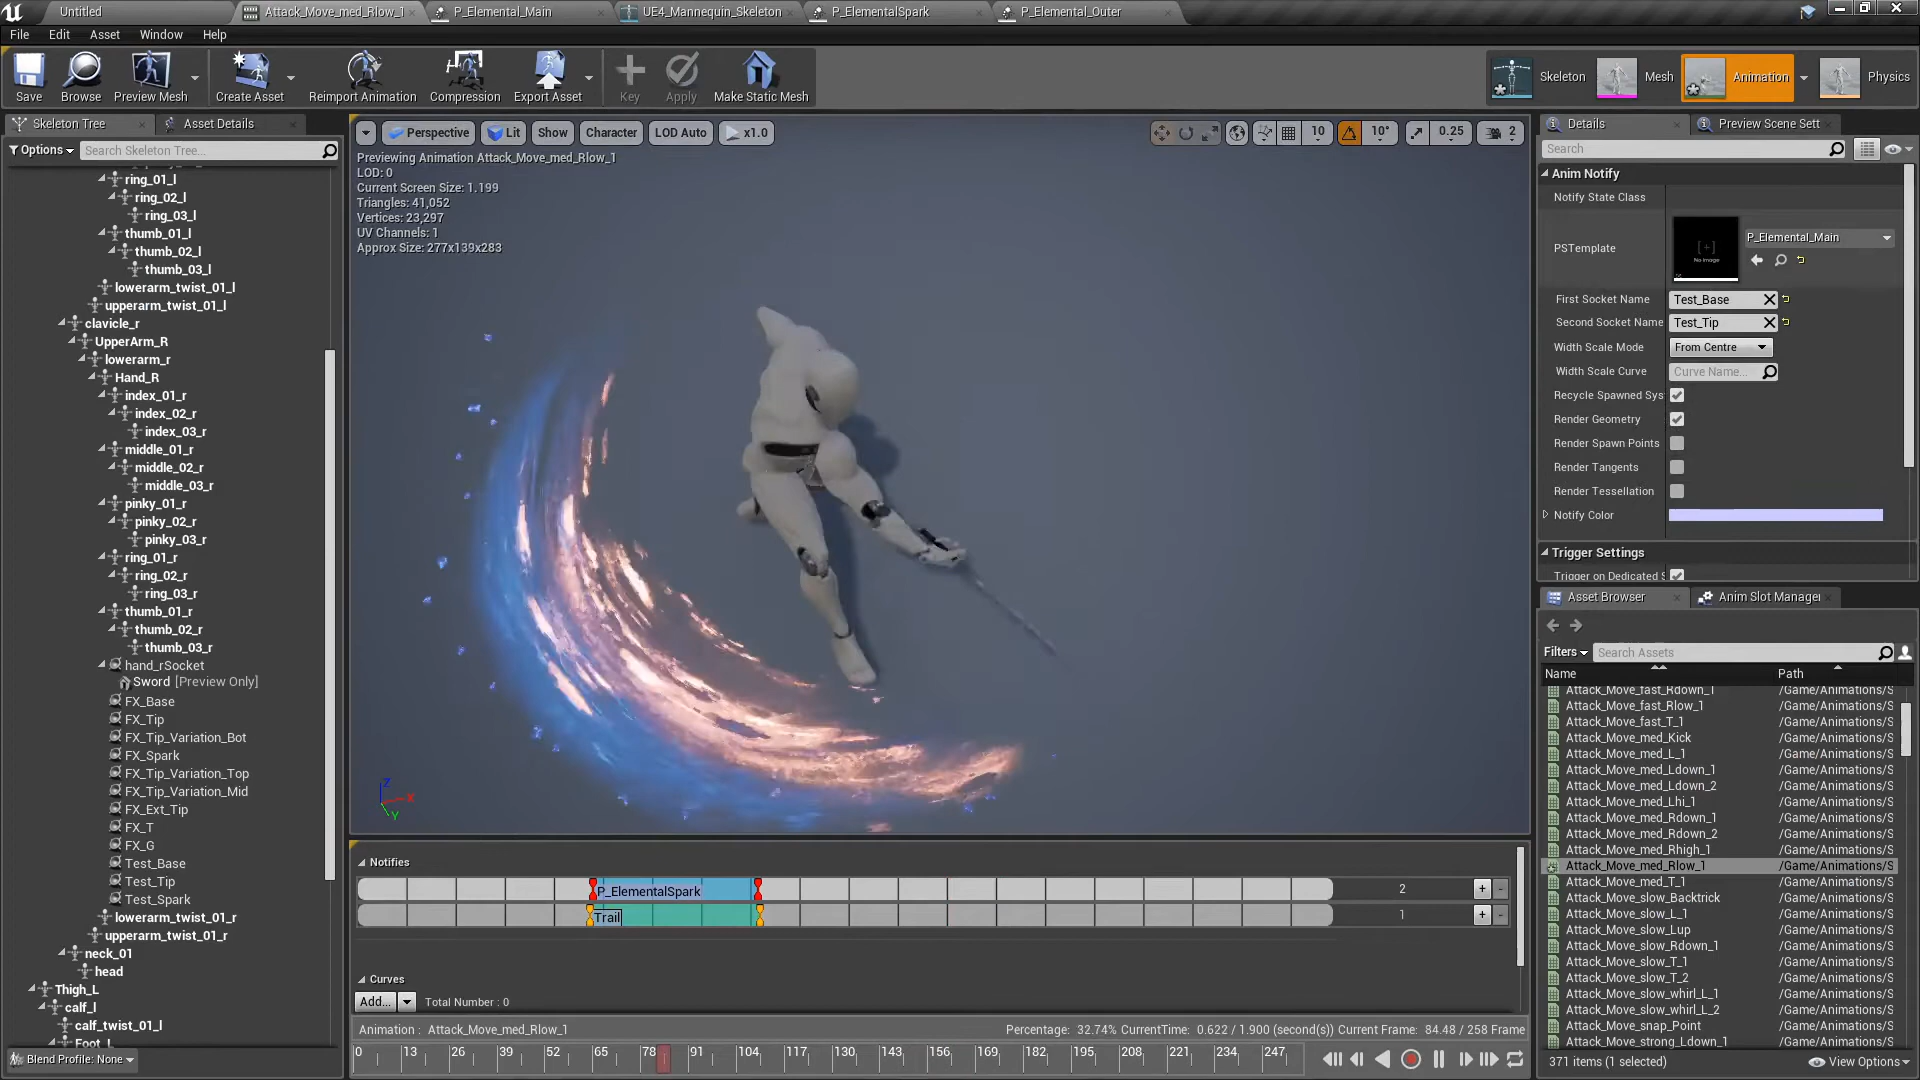 Untitled
Attack_Move_med_Rlow_1
P_Elemental_Main
UE4_Mannequin_Skeleton
P_ElementalSpark
P_Elemental_Outer
File Edit Asset Window Help
Save
Browse
Preview Mesh
Create Asset
Reimport Animation
Compression
Export Asset
Key
Apply
Make Static Mesh
Skeleton
Mesh
Animation
Physics
Skeleton Tree
Asset Details
Options
Search Skeleton Tree...
ring_01_l
ring_02_l
ring_03_l
thumb_01_l
thumb_02_l
thumb_03_l
lowerarm_twist_01_l
upperarm_twist_01_l
clavicle_r
UpperArm_R
lowerarm_r
Hand_R
index_01_r
index_02_r
index_03_r
middle_01_r
middle_02_r
middle_03_r
pinky_01_r
pinky_02_r
pinky_03_r
ring_01_r
ring_02_r
ring_03_r
thumb_01_r
thumb_02_r
thumb_03_r
hand_rSocket
Sword [Preview Only]
FX_Base
FX_Tip
FX_Tip_Variation_Bot
FX_Spark
FX_Tip_Variation_Top
FX_Tip_Variation_Mid
FX_Ext_Tip
FX_T
FX_G
Test_Base
Test_Tip
Test_Spark
lowerarm_twist_01_r
upperarm_twist_01_r
neck_01
head
Thigh_L
calf_l
calf_twist_01_l
Foot_L
Blend Profile: None
Perspective
Lit
Show
Character
LOD Auto
x1.0
10
10°
0.25
2
Previewing Animation Attack_Move_med_Rlow_1
LOD: 0
Current Screen Size: 1.199
Triangles: 41,052
Vertices: 23,297
UV Channels: 1
Approx Size: 277x139x283
Z
X
Y
Notifies
P_ElementalSpark
2
+
-
Trail
1
+
-
Curves
Add...
Total Number : 0
Animation : Attack_Move_med_Rlow_1
Percentage: 32.74% CurrentTime: 0.622 / 1.900 (second(s)) Current Frame: 84.48 / 258 Frame
0 13 26 39 52 65 78 91 104 117 130 143 156 169 182 195 208 221 234 247
Details
Preview Scene Sett
Search
Anim Notify
Notify State Class
PSTemplate
No Image
P_Elemental_Main
First Socket Name
Test_Base
Second Socket Name
Test_Tip
Width Scale Mode
From Centre
Width Scale Curve
Curve Name...
Recycle Spawned Sys
Render Geometry
Render Spawn Points
Render Tangents
Render Tessellation
Notify Color
Trigger Settings
Trigger on Dedicated S
Asset Browser
Anim Slot Manager
Filters
Search Assets
Name
Path
Attack_Move_fast_Rdown_1 /Game/Animations/S
Attack_Move_fast_Rlow_1 /Game/Animations/S
Attack_Move_fast_T_1 /Game/Animations/S
Attack_Move_med_Kick /Game/Animations/S
Attack_Move_med_L_1 /Game/Animations/S
Attack_Move_med_Ldown_1 /Game/Animations/S
Attack_Move_med_Ldown_2 /Game/Animations/S
Attack_Move_med_Lhi_1 /Game/Animations/S
Attack_Move_med_Rdown_1 /Game/Animations/S
Attack_Move_med_Rdown_2 /Game/Animations/S
Attack_Move_med_Rhigh_1 /Game/Animations/S
Attack_Move_med_Rlow_1 /Game/Animations/S
Attack_Move_med_T_1 /Game/Animations/S
Attack_Move_slow_Backtrick /Game/Animations/S
Attack_Move_slow_L_1 /Game/Animations/S
Attack_Move_slow_Lup /Game/Animations/S
Attack_Move_slow_Rdown_1 /Game/Animations/S
Attack_Move_slow_T_1 /Game/Animations/S
Attack_Move_slow_T_2 /Game/Animations/S
Attack_Move_slow_whirl_L_1 /Game/Animations/S
Attack_Move_slow_whirl_L_2 /Game/Animations/S
Attack_Move_snap_Point /Game/Animations/S
Attack_Move_strong_Ldown_1 /Game/Animations/S
371 items (1 selected)
View Options